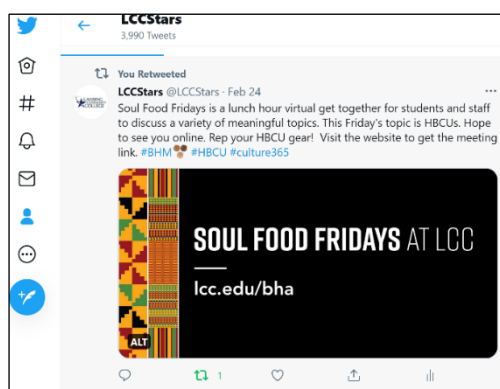 LCCStars
3,990 Tweets
You Retweeted
LCCStars @LCCStars · Feb 24
Soul Food Fridays is a lunch hour virtual get together for students and staff
to discuss a variety of meaningful topics. This Friday's topic is HBCUs. Hope
to see you online. Rep your HBCU gear!  Visit the website to get the meeting
link. #BHM #HBCU #culture365
SOUL FOOD FRIDAYS AT LCC
lcc.edu/bha
ALT
1